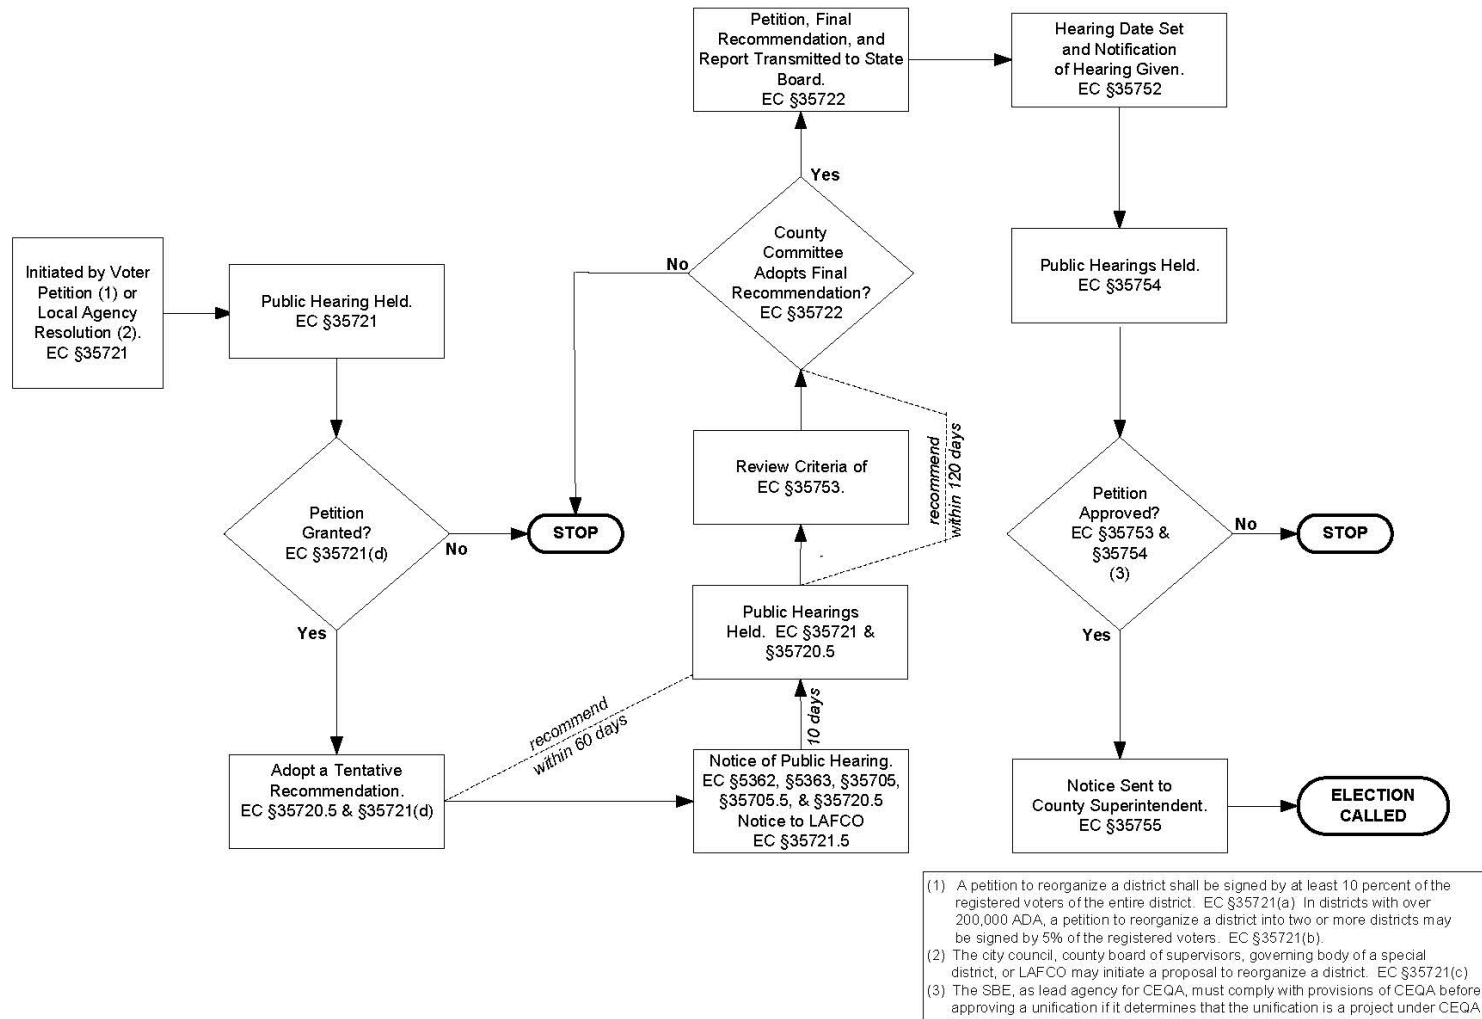 Initiated by Voter
Petition (1) or
Local Agency
Resolution (2).
EC §35721
Public Hearing Held.
EC §35721
Petition
Granted?
EC §35721(d)
No
STOP
Yes
Adopt a Tentative
Recommendation.
EC §35720.5 & §35721(d)
recommend
within 60 days
Notice of Public Hearing.
EC §5362, §5363, §35705,
§35705.5, & §35720.5
Notice to LAFCO
EC §35721.5
10 days
Public Hearings
Held. EC §35721 &
§35720.5
recommend
within 120 days
Review Criteria of
EC §35753.
County
Committee
Adopts Final
Recommendation?
EC §35722
No
Yes
Petition, Final
Recommendation, and
Report Transmitted to State
Board.
EC §35722
Hearing Date Set
and Notification
of Hearing Given.
EC §35752
Public Hearings Held.
EC §35754
Petition
Approved?
EC §35753 &
§35754
(3)
No
STOP
Yes
Notice Sent to
County Superintendent.
EC §35755
ELECTION
CALLED
(1) A petition to reorganize a district shall be signed by at least 10 percent of the
registered voters of the entire district. EC §35721(a) In districts with over
200,000 ADA, a petition to reorganize a district into two or more districts may
be signed by 5% of the registered voters. EC §35721(b).
(2) The city council, county board of supervisors, governing body of a special
district, or LAFCO may initiate a proposal to reorganize a district. EC §35721(c)
(3) The SBE, as lead agency for CEQA, must comply with provisions of CEQA before
approving a unification if it determines that the unification is a project under CEQA